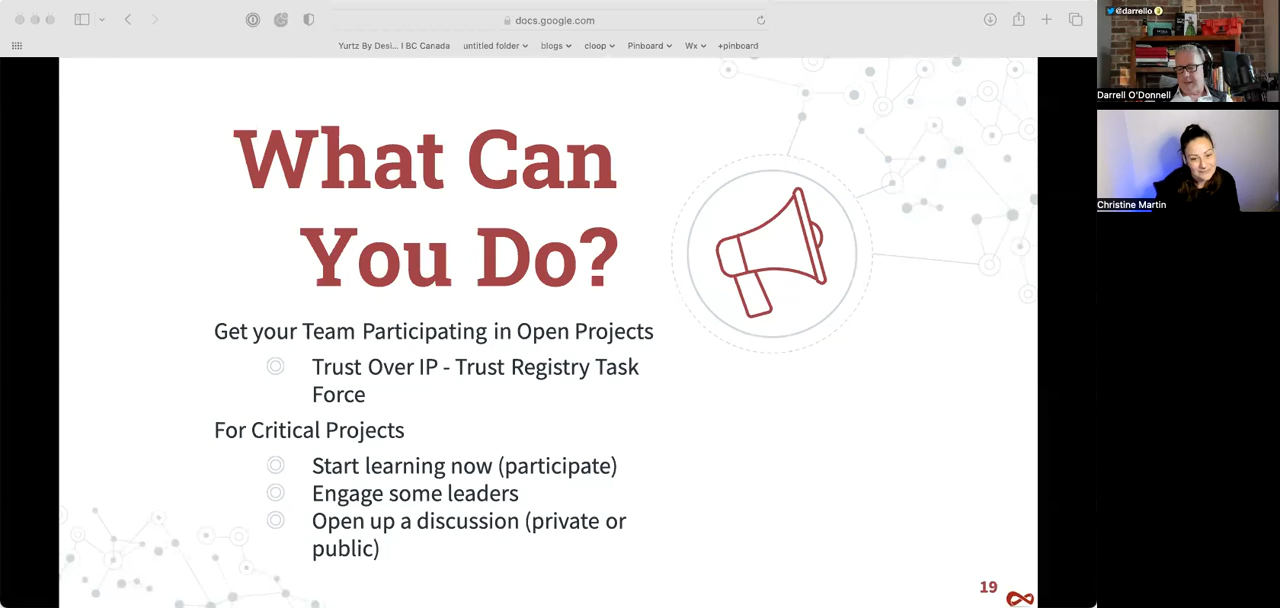 docs.google.com
Yurtz By Desi... I BC Canada
untitled folder
blogs
cloop
Pinboard
Wx
+pinboard
@darrello
Darrell O'Donnell
Christine Martin
What Can
You Do?
Get your Team Participating in Open Projects
Trust Over IP - Trust Registry Task
Force
For Critical Projects
Start learning now (participate)
Engage some leaders
Open up a discussion (private or
public)
19